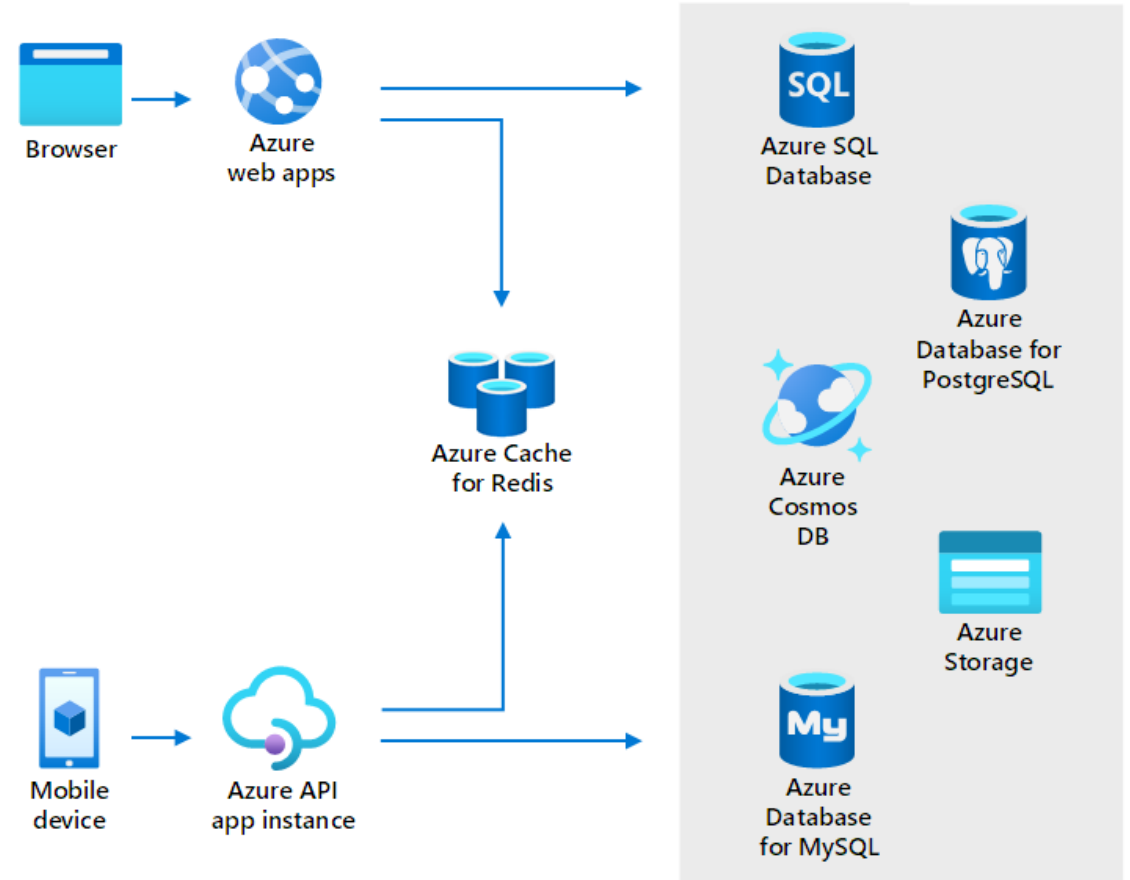 Browser
Azure
web apps
SQL
Azure SQL
Database
Azure
Database for
PostgreSQL
Azure Cache
for Redis
Azure
Cosmos
DB
Azure
Storage
Mobile
device
Azure API
app instance
My
Azure
Database
for MySQL